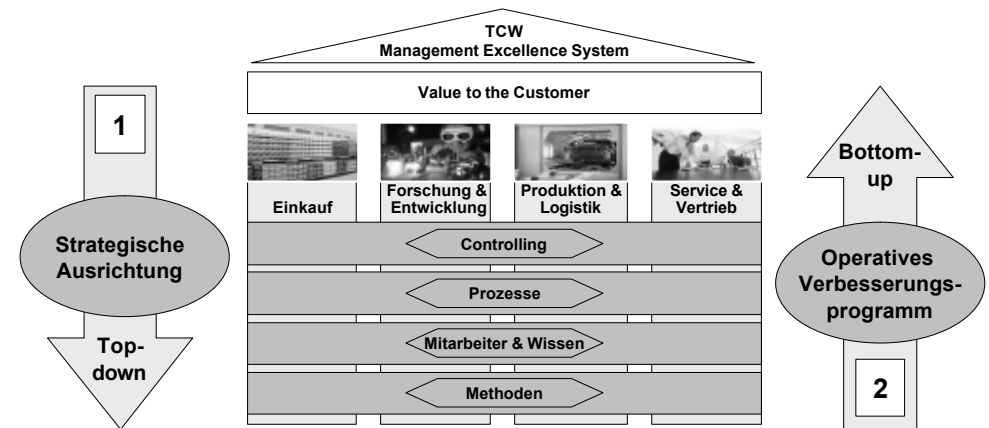 TCW
Management Excellence System
Value to the Customer
1
Strategische
Ausrichtung
Top-
down
Einkauf
Forschung &
Entwicklung
Produktion &
Logistik
Service &
Vertrieb
Controlling
Prozesse
Mitarbeiter & Wissen
Methoden
Bottom-
up
Operatives
Verbesserungs-
programm
2